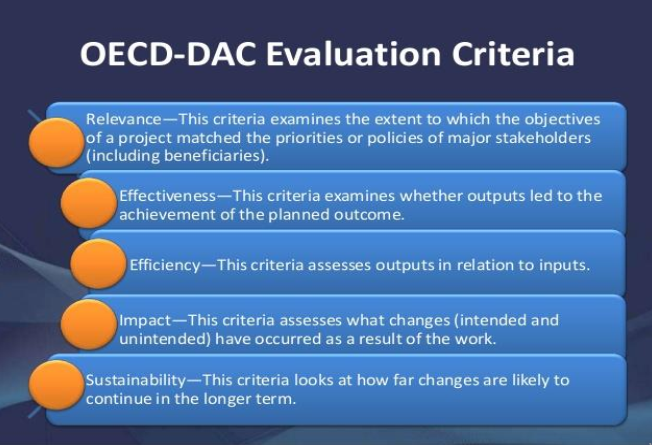 OECD-DAC Evaluation Criteria
Relevance—This criteria examines the extent to which the objectives
of a project matched the priorities or policies of major stakeholders
(including beneficiaries).
Effectiveness—This criteria examines whether outputs led to the
achievement of the planned outcome.
Efficiency—This criteria assesses outputs in relation to inputs.
Impact—This criteria assesses what changes (intended and
unintended) have occurred as a result of the work.
Sustainability—This criteria looks at how far changes are likely to
continue in the longer term.